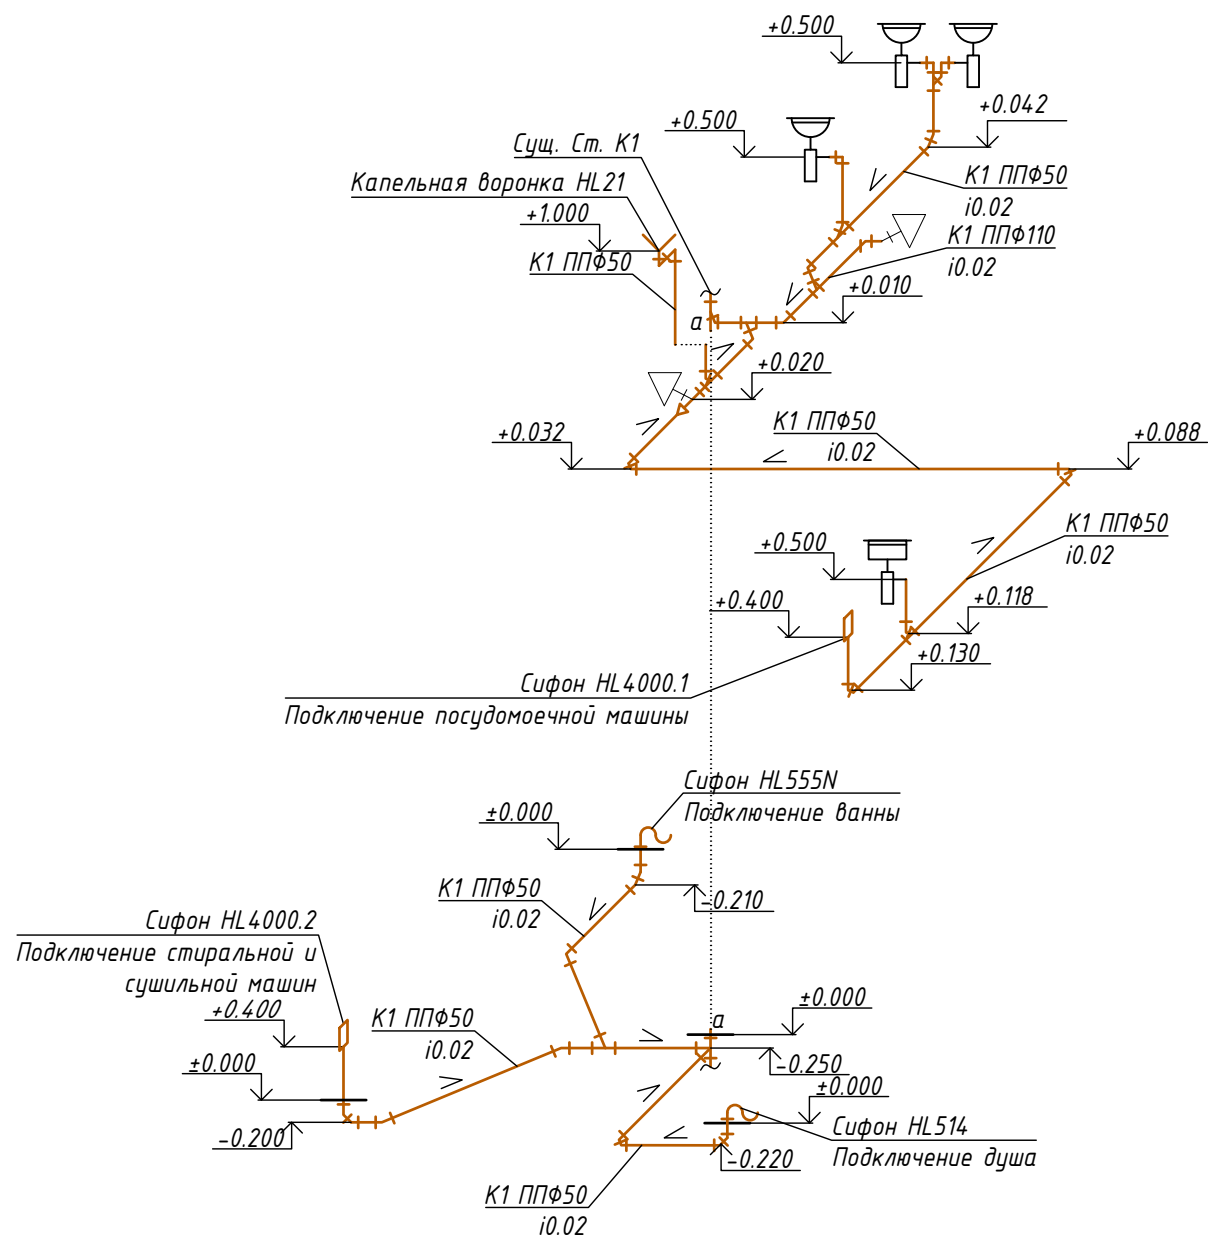 +0.500
+0.042
+0.500
Сущ. Ст. К1
К1 ППФ50
i0.02
Капельная воронка HL21
+1.000
К1 ППФ110
i0.02
К1 ППФ50
+0.010
а
+0.020
К1 ППФ50
i0.02
+0.032
+0.088
К1 ППФ50
i0.02
+0.500
+0.400
+0.118
+0.130
Сифон HL4000.1
Подключение посудомоечной машины
Сифон HL555N
Подключение ванны
±0.000
К1 ППФ50
i0.02
-0.210
Сифон HL4000.2
Подключение стиральной и
сушильной машин
+0.400
К1 ППФ50
i0.02
±0.000
а
±0.000
-0.250
±0.000
-0.200
Сифон HL514
Подключение душа
-0.220
К1 ППФ50
i0.02